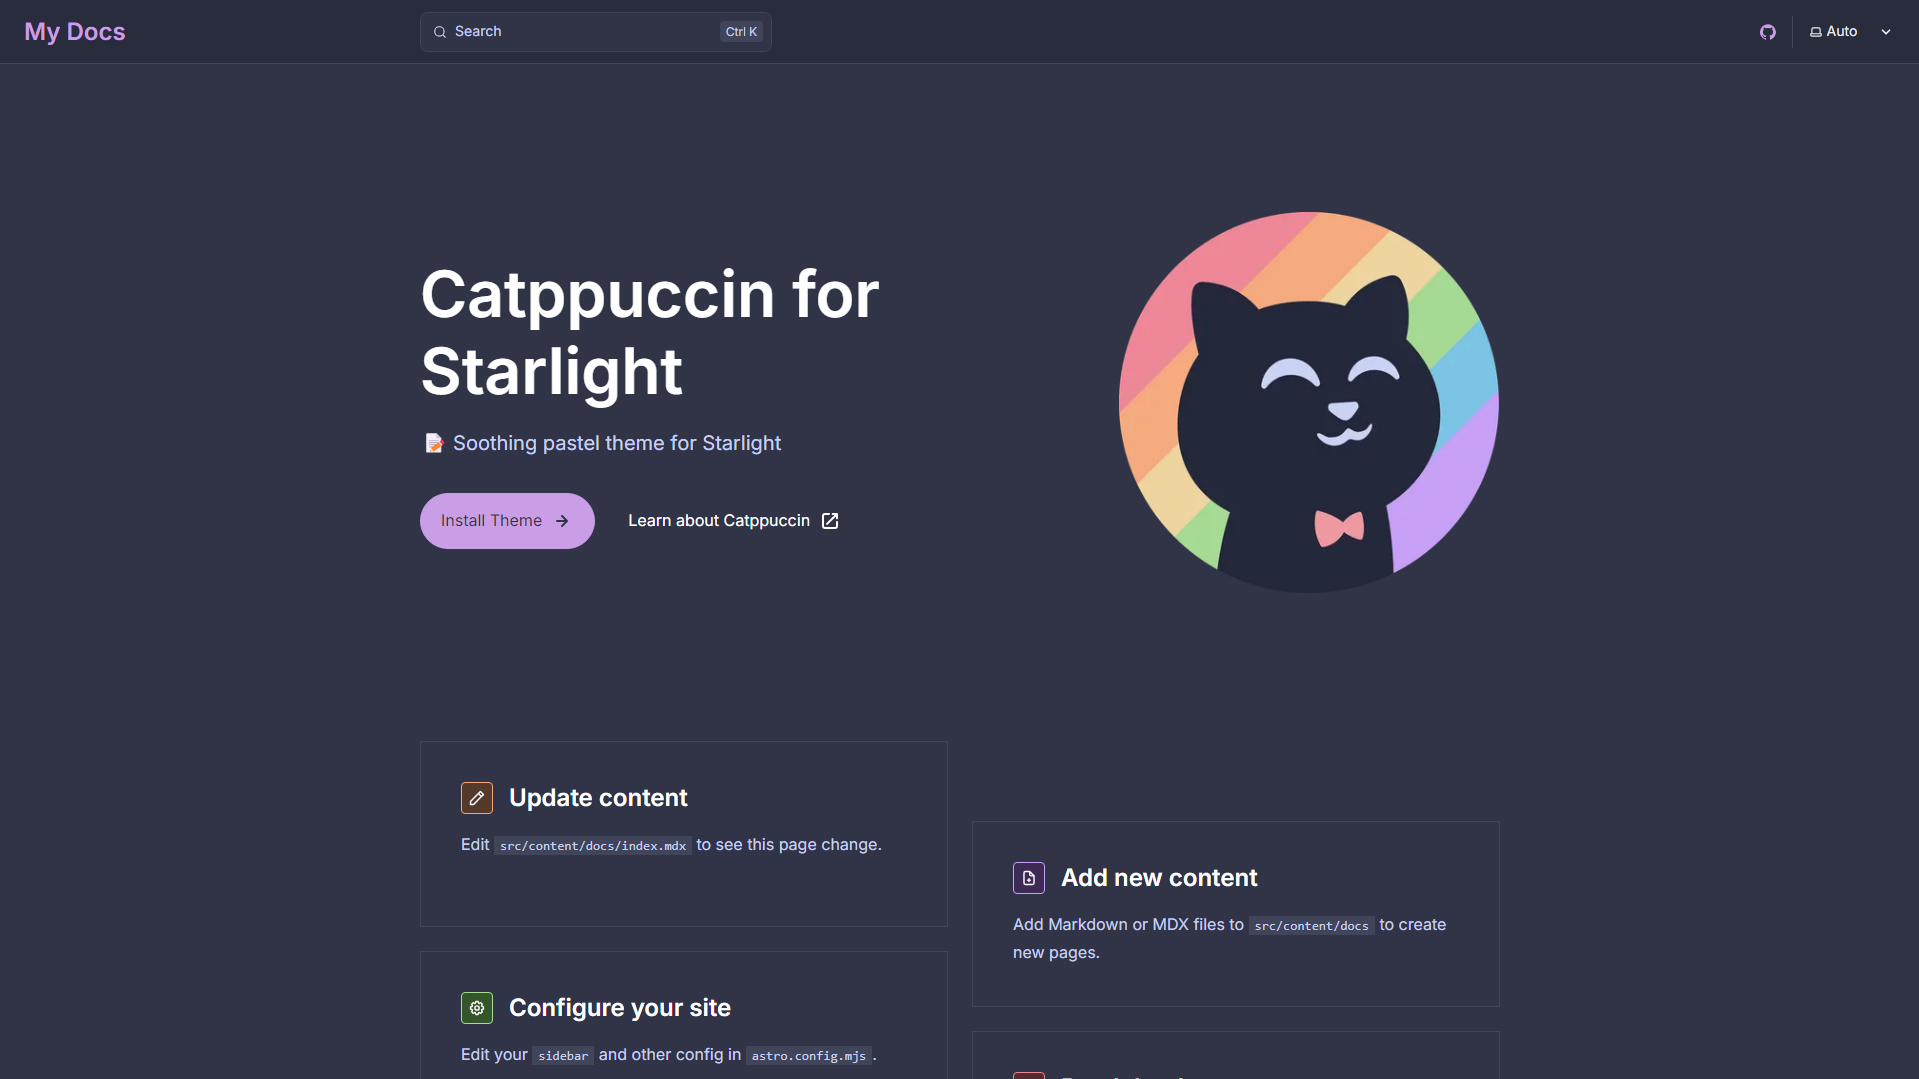 My Docs
Search
Ctrl K
Auto
Catppuccin for
Starlight
📝 Soothing pastel theme for Starlight
Install Theme
Learn about Catppuccin
Update content
Edit src/content/docs/index.mdx to see this page change.
Add new content
Add Markdown or MDX files to src/content/docs to create
new pages.
Configure your site
Edit your sidebar and other config in astro.config.mjs.